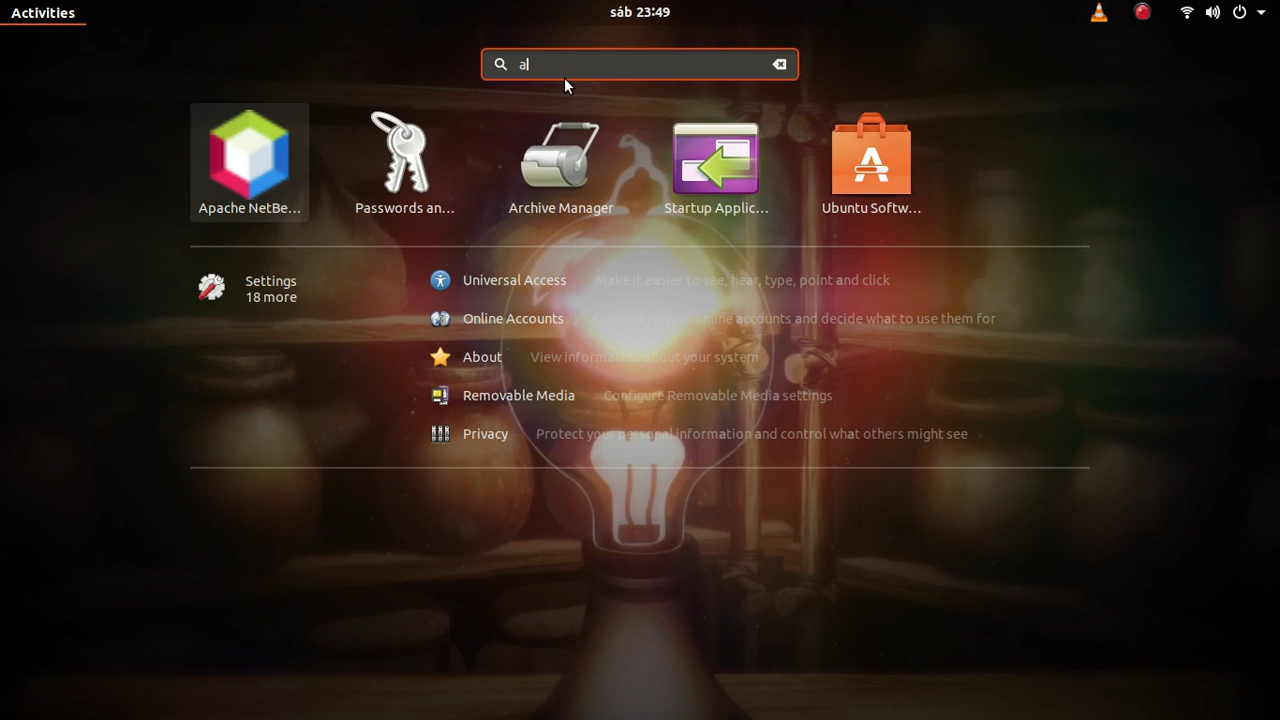 Activities
sáb 23:49
a
Apache NetBe...
Passwords an...
Archive Manager
Startup Applic...
Ubuntu Softw...
Settings
18 more
Universal Access Make it easier to see, hear, type, point and click
Online Accounts Connect to your online accounts and decide what to use them for
About View information about your system
Removable Media Configure Removable Media settings
Privacy Protect your personal information and control what others might see